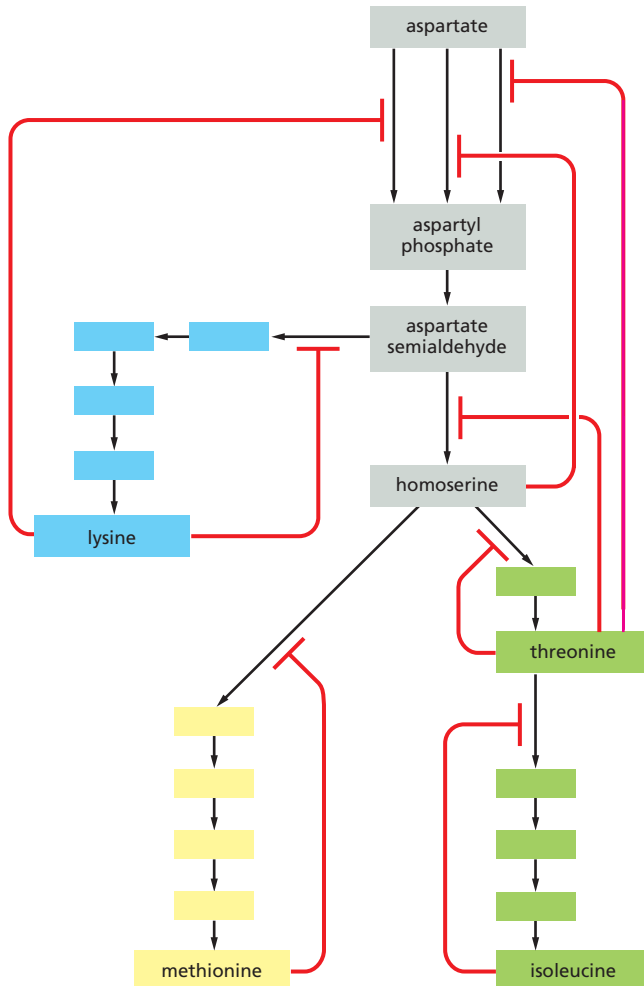 aspartate
aspartyl
phosphate
aspartate
semialdehyde
homoserine
lysine
threonine
methionine
isoleucine